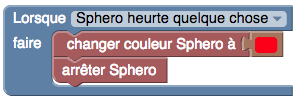 Lorsque Sphero heurte quelque chose
faire changer couleur Sphero à
arrêter Sphero